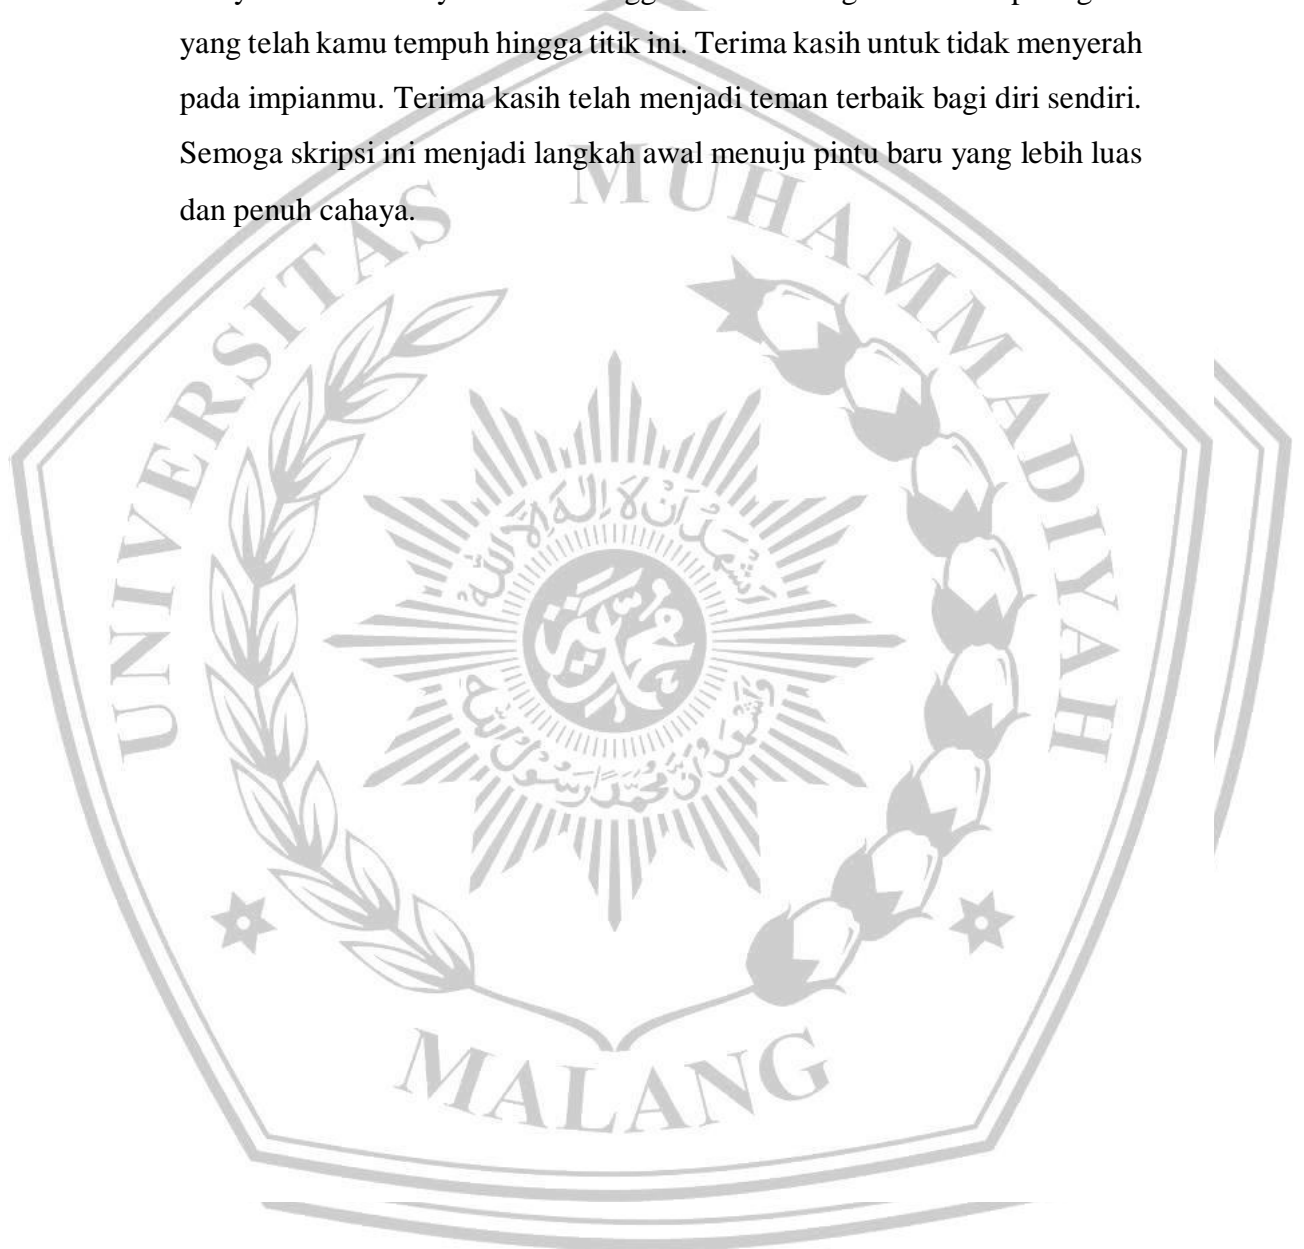 yang telah kamu tempuh hingga titik ini. Terima kasih untuk tidak menyerah
pada impianmu. Terima kasih telah menjadi teman terbaik bagi diri sendiri.
Semoga skripsi ini menjadi langkah awal menuju pintu baru yang lebih luas
dan penuh cahaya.
UNIVERSITAS MUHAMMADIYAH
اَشْهَدُ اَنْ لَا اِلٰهَ اِلَّا اللهُ
وَاَشْهَدُ اَنَّ مُحَمَّدًا رَسُوْلُ اللهِ
MALANG